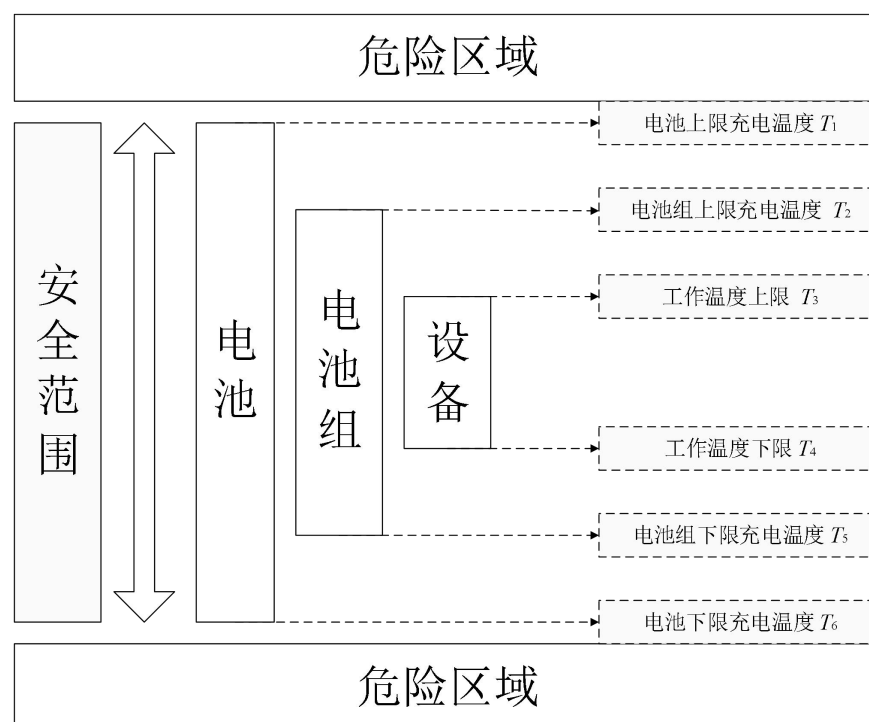 危险区域
电池上限充电温度 T₁
电池组上限充电温度 T₂
工作温度上限 T₃
安全范围
电池
电池组
设备
工作温度下限 T₄
电池组下限充电温度 T₅
电池下限充电温度 T₆
危险区域